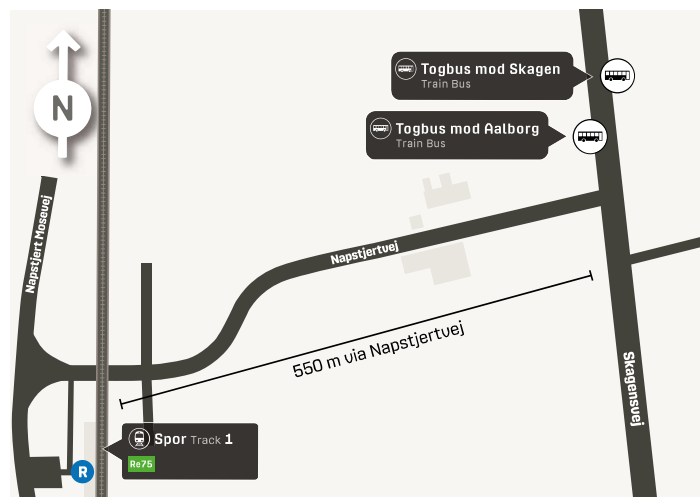 N
Togbus mod Skagen
Train Bus
Togbus mod Aalborg
Train Bus
Napstjert Mosevej
Napstjertvej
550 m via Napstjertvej
Skagensvej
Spor Track 1
Re75
R